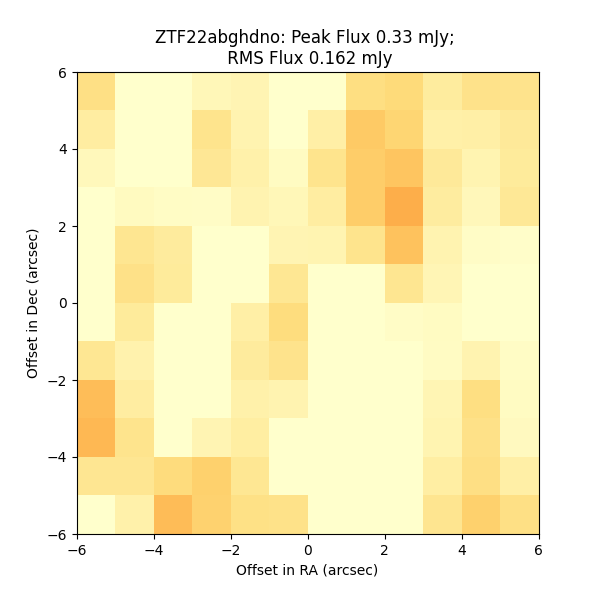 ZTF22abghdno: Peak Flux 0.33 mJy;
RMS Flux 0.162 mJy
6
4
2
0
−2
−4
−6
Offset in Dec (arcsec)
−6 −4 −2 0 2 4 6
Offset in RA (arcsec)